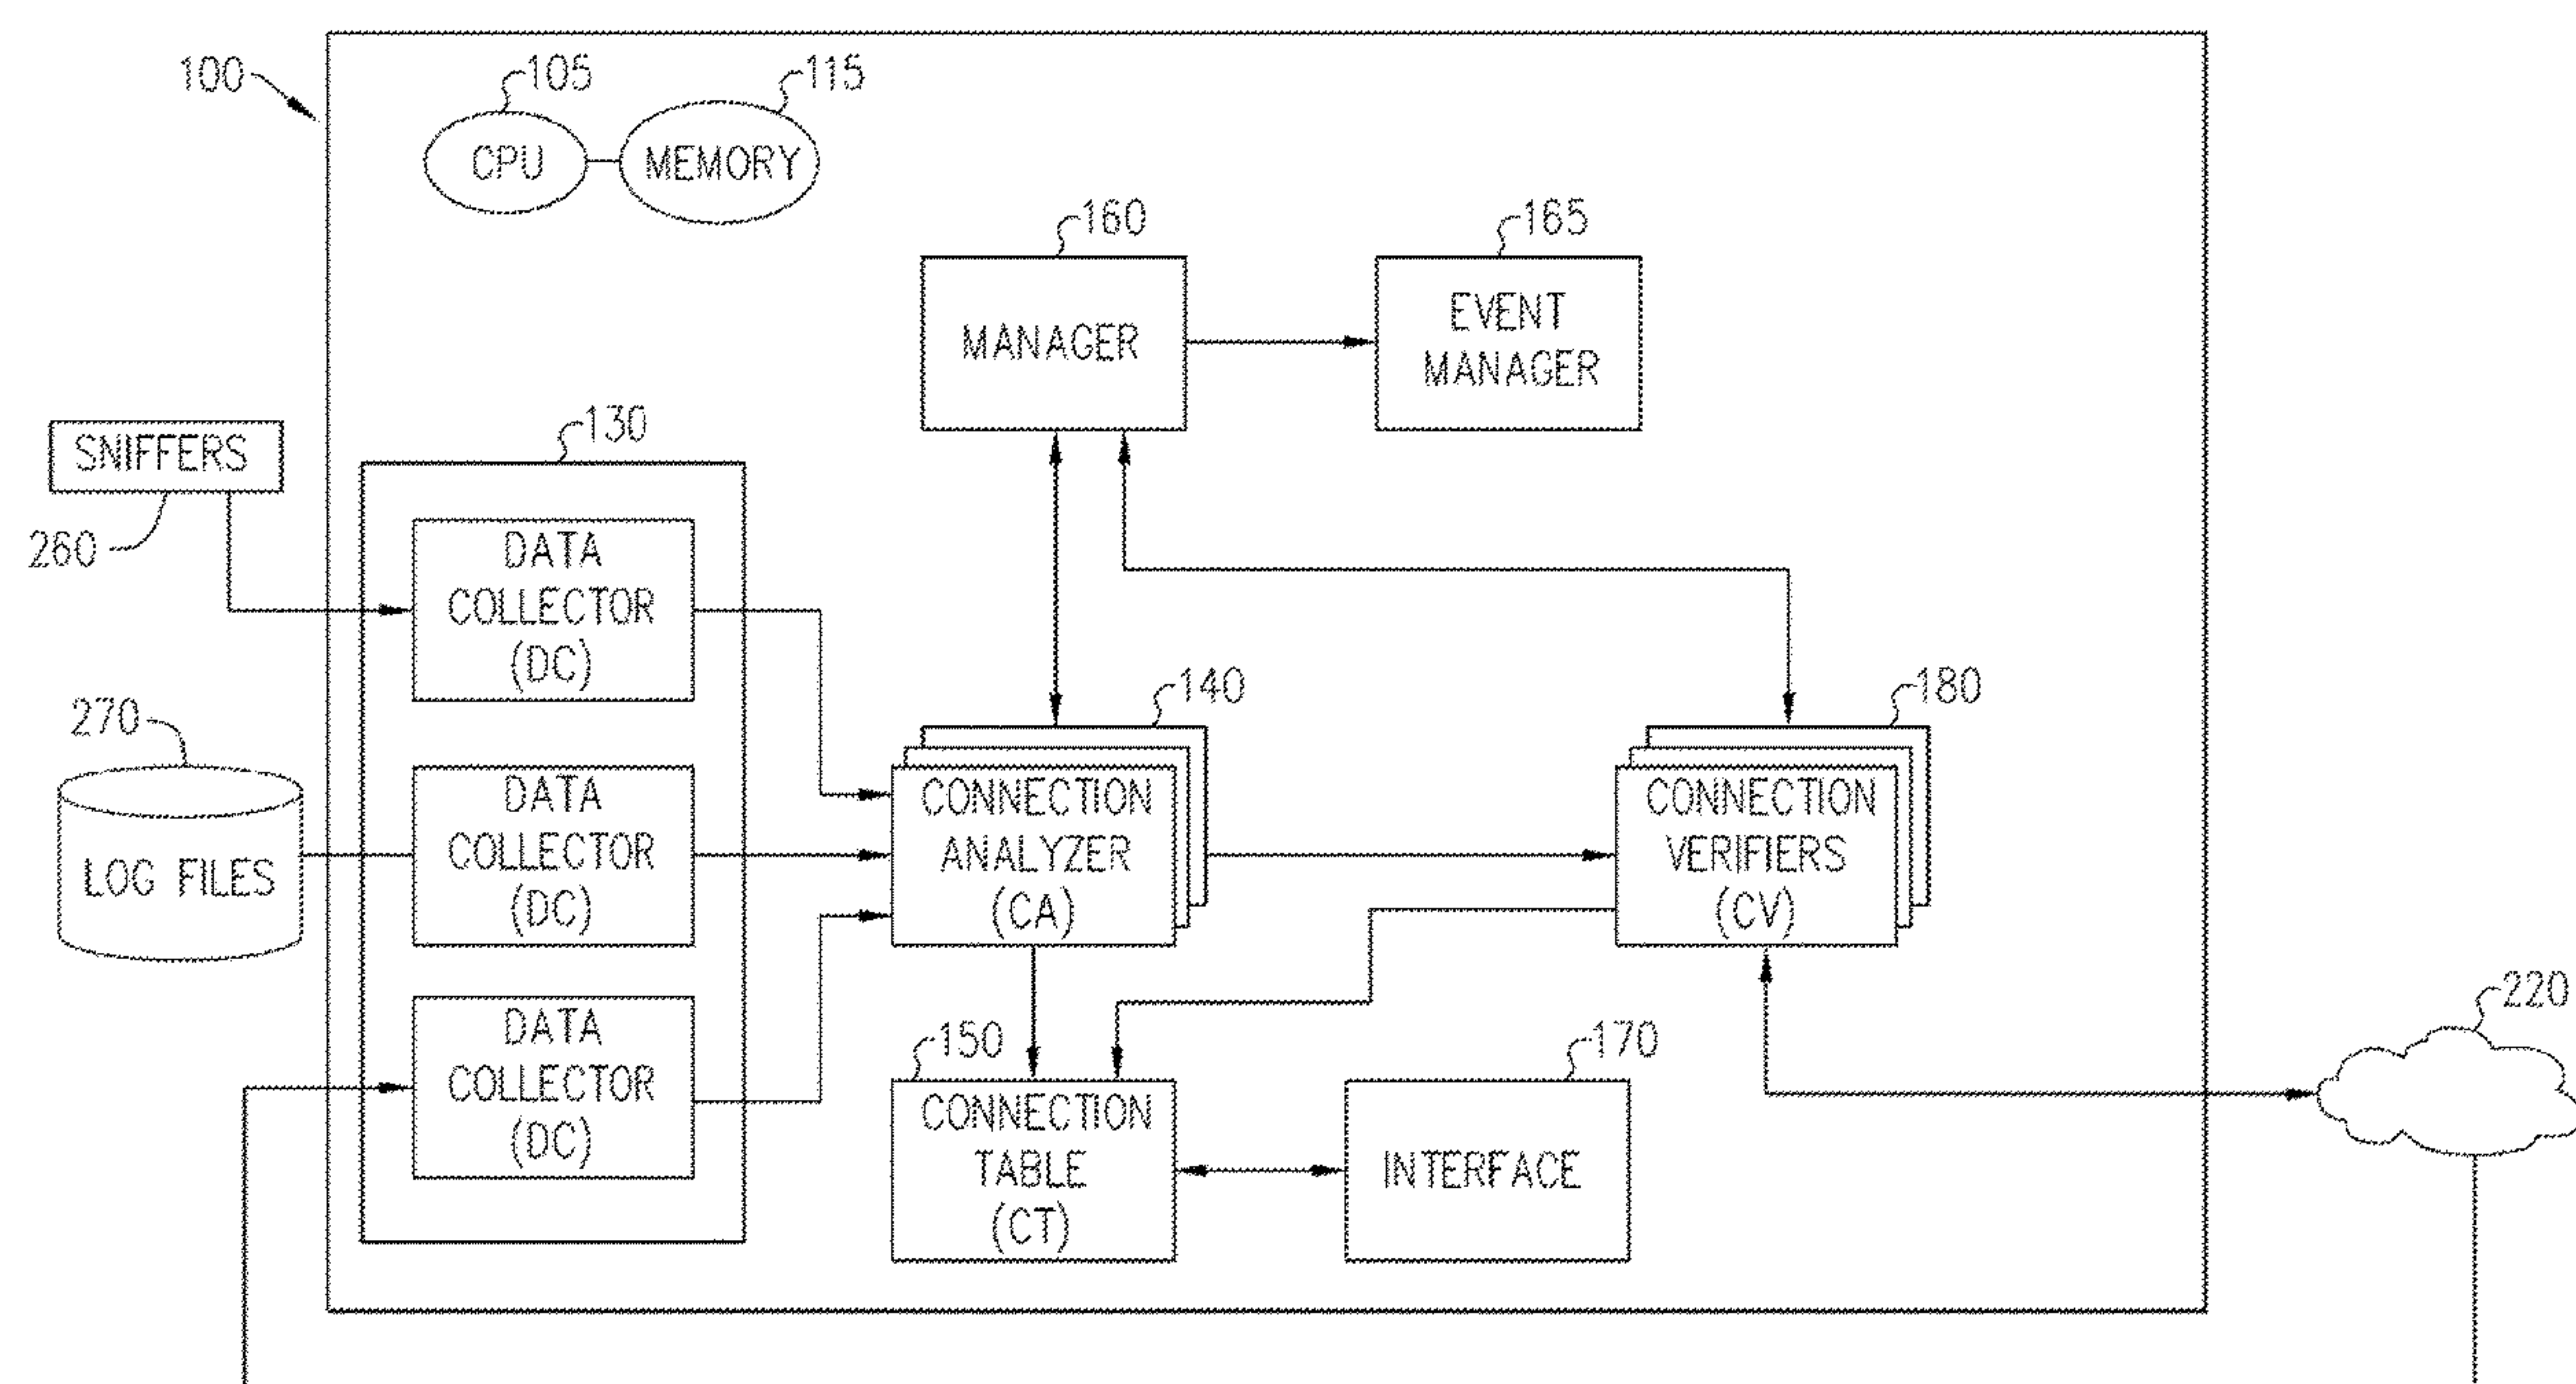 100
105
115
CPU
MEMORY
160
165
MANAGER
EVENT
MANAGER
SNIFFERS
260
130
DATA
COLLECTOR
(DC)
270
LOG FILES
DATA
COLLECTOR
(DC)
DATA
COLLECTOR
(DC)
140
CONNECTION
ANALYZER
(CA)
180
CONNECTION
VERIFIERS
(CV)
150
CONNECTION
TABLE
(CT)
170
INTERFACE
220